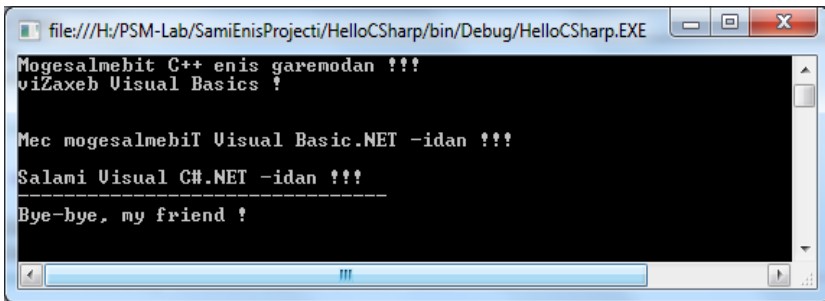 file:///H:/PSM-Lab/SamiEnisProjecti/HelloCSharp/bin/Debug/HelloCSharp.EXE
Mogesalmebit C++ enis garemodan !!!
viZaxeb Visual Basics !
Mec mogesalmebiT Visual Basic.NET -idan !!!
Salami Visual C#.NET -idan !!!
--------------------------------
Bye-bye, my friend !